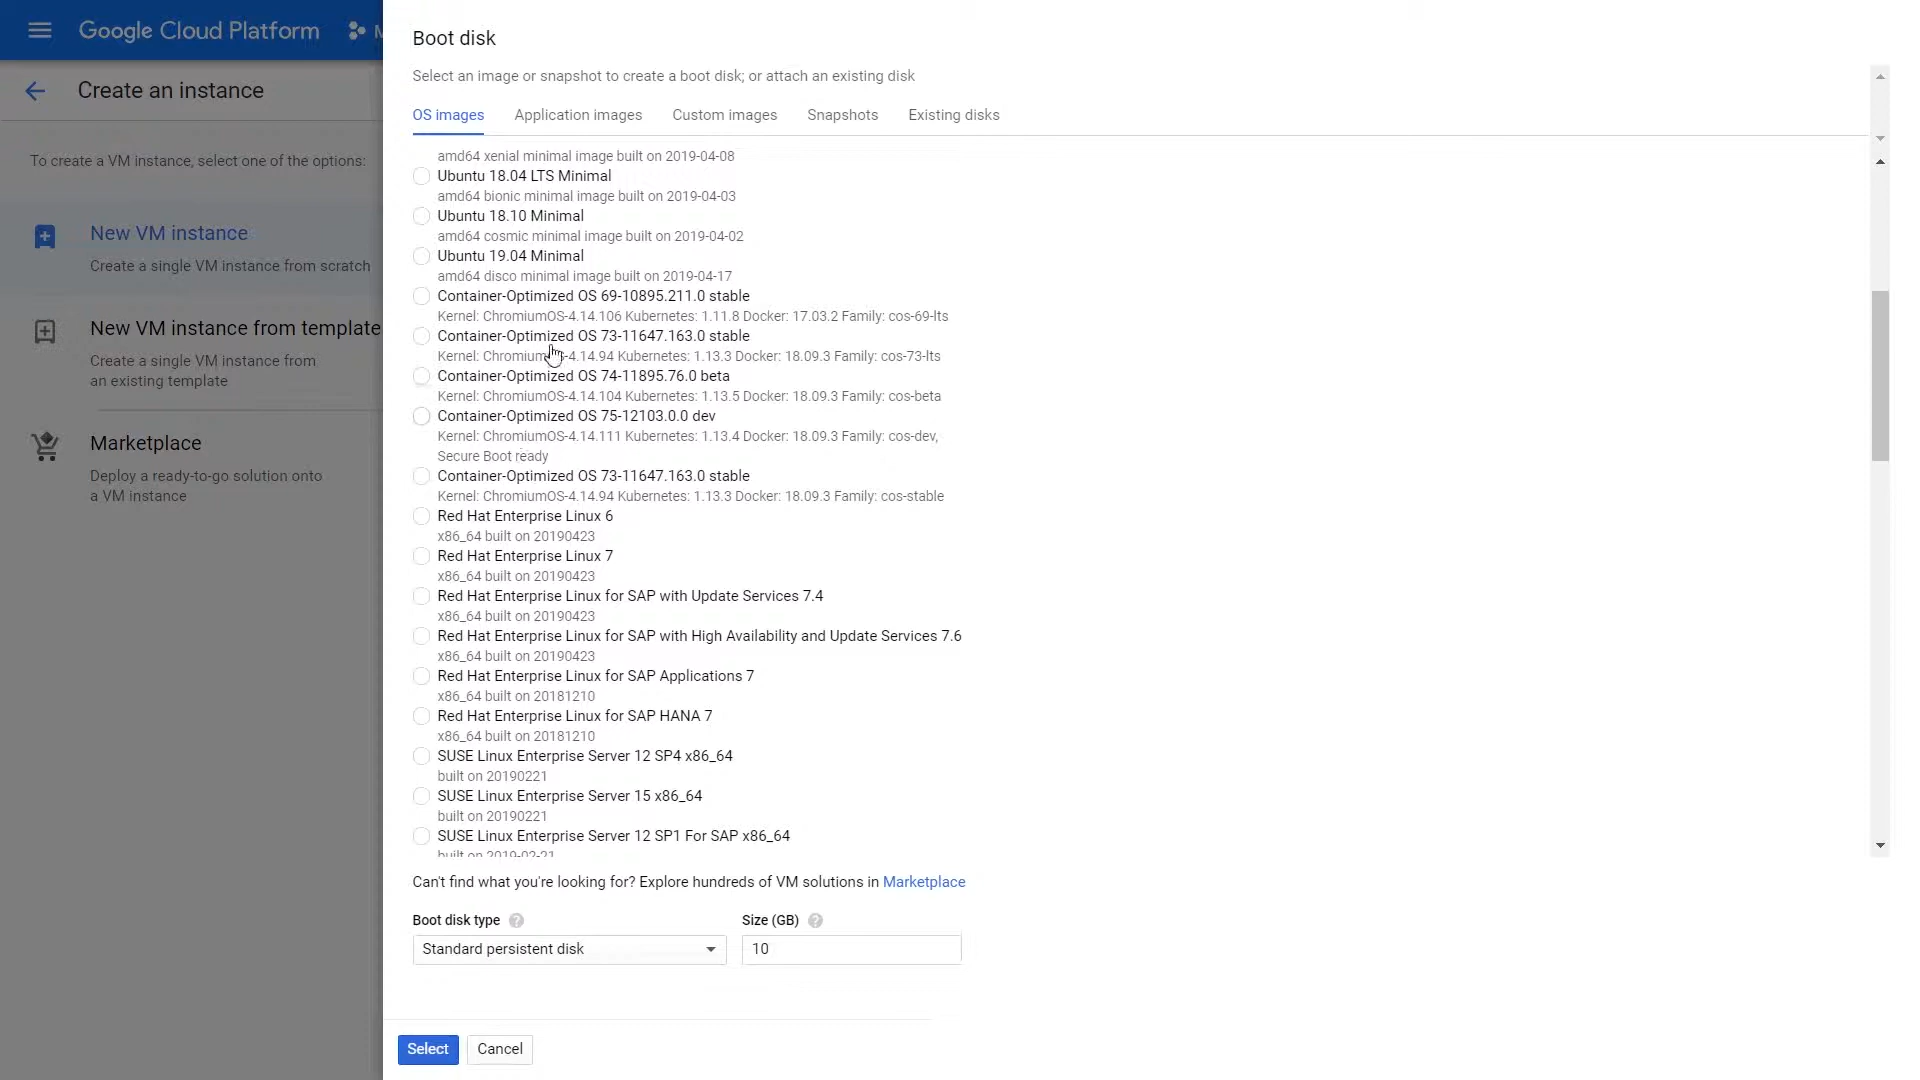 Google Cloud Platform
Create an instance
To create a VM instance, select one of the options:
New VM instance
Create a single VM instance from scratch
New VM instance from template
Create a single VM instance from
an existing template
Marketplace
Deploy a ready-to-go solution onto
a VM instance
Boot disk
Select an image or snapshot to create a boot disk; or attach an existing disk
OS images Application images Custom images Snapshots Existing disks
amd64 xenial minimal image built on 2019-04-08
Ubuntu 18.04 LTS Minimal
amd64 bionic minimal image built on 2019-04-03
Ubuntu 18.10 Minimal
amd64 cosmic minimal image built on 2019-04-02
Ubuntu 19.04 Minimal
amd64 disco minimal image built on 2019-04-17
Container-Optimized OS 69-10895.211.0 stable
Kernel: ChromiumOS-4.14.106 Kubernetes: 1.11.8 Docker: 17.03.2 Family: cos-69-lts
Container-Optimized OS 73-11647.163.0 stable
Kernel: ChromiumOS-4.14.94 Kubernetes: 1.13.3 Docker: 18.09.3 Family: cos-73-lts
Container-Optimized OS 74-11895.76.0 beta
Kernel: ChromiumOS-4.14.104 Kubernetes: 1.13.5 Docker: 18.09.3 Family: cos-beta
Container-Optimized OS 75-12103.0.0 dev
Kernel: ChromiumOS-4.14.111 Kubernetes: 1.13.4 Docker: 18.09.3 Family: cos-dev,
Secure Boot ready
Container-Optimized OS 73-11647.163.0 stable
Kernel: ChromiumOS-4.14.94 Kubernetes: 1.13.3 Docker: 18.09.3 Family: cos-stable
Red Hat Enterprise Linux 6
x86_64 built on 20190423
Red Hat Enterprise Linux 7
x86_64 built on 20190423
Red Hat Enterprise Linux for SAP with Update Services 7.4
x86_64 built on 20190423
Red Hat Enterprise Linux for SAP with High Availability and Update Services 7.6
x86_64 built on 20190423
Red Hat Enterprise Linux for SAP Applications 7
x86_64 built on 20181210
Red Hat Enterprise Linux for SAP HANA 7
x86_64 built on 20181210
SUSE Linux Enterprise Server 12 SP4 x86_64
built on 20190221
SUSE Linux Enterprise Server 15 x86_64
built on 20190221
SUSE Linux Enterprise Server 12 SP1 For SAP x86_64
built on 2019-02-21
Can't find what you're looking for? Explore hundreds of VM solutions in Marketplace
Boot disk type ? Size (GB) ?
Standard persistent disk 10
Select Cancel